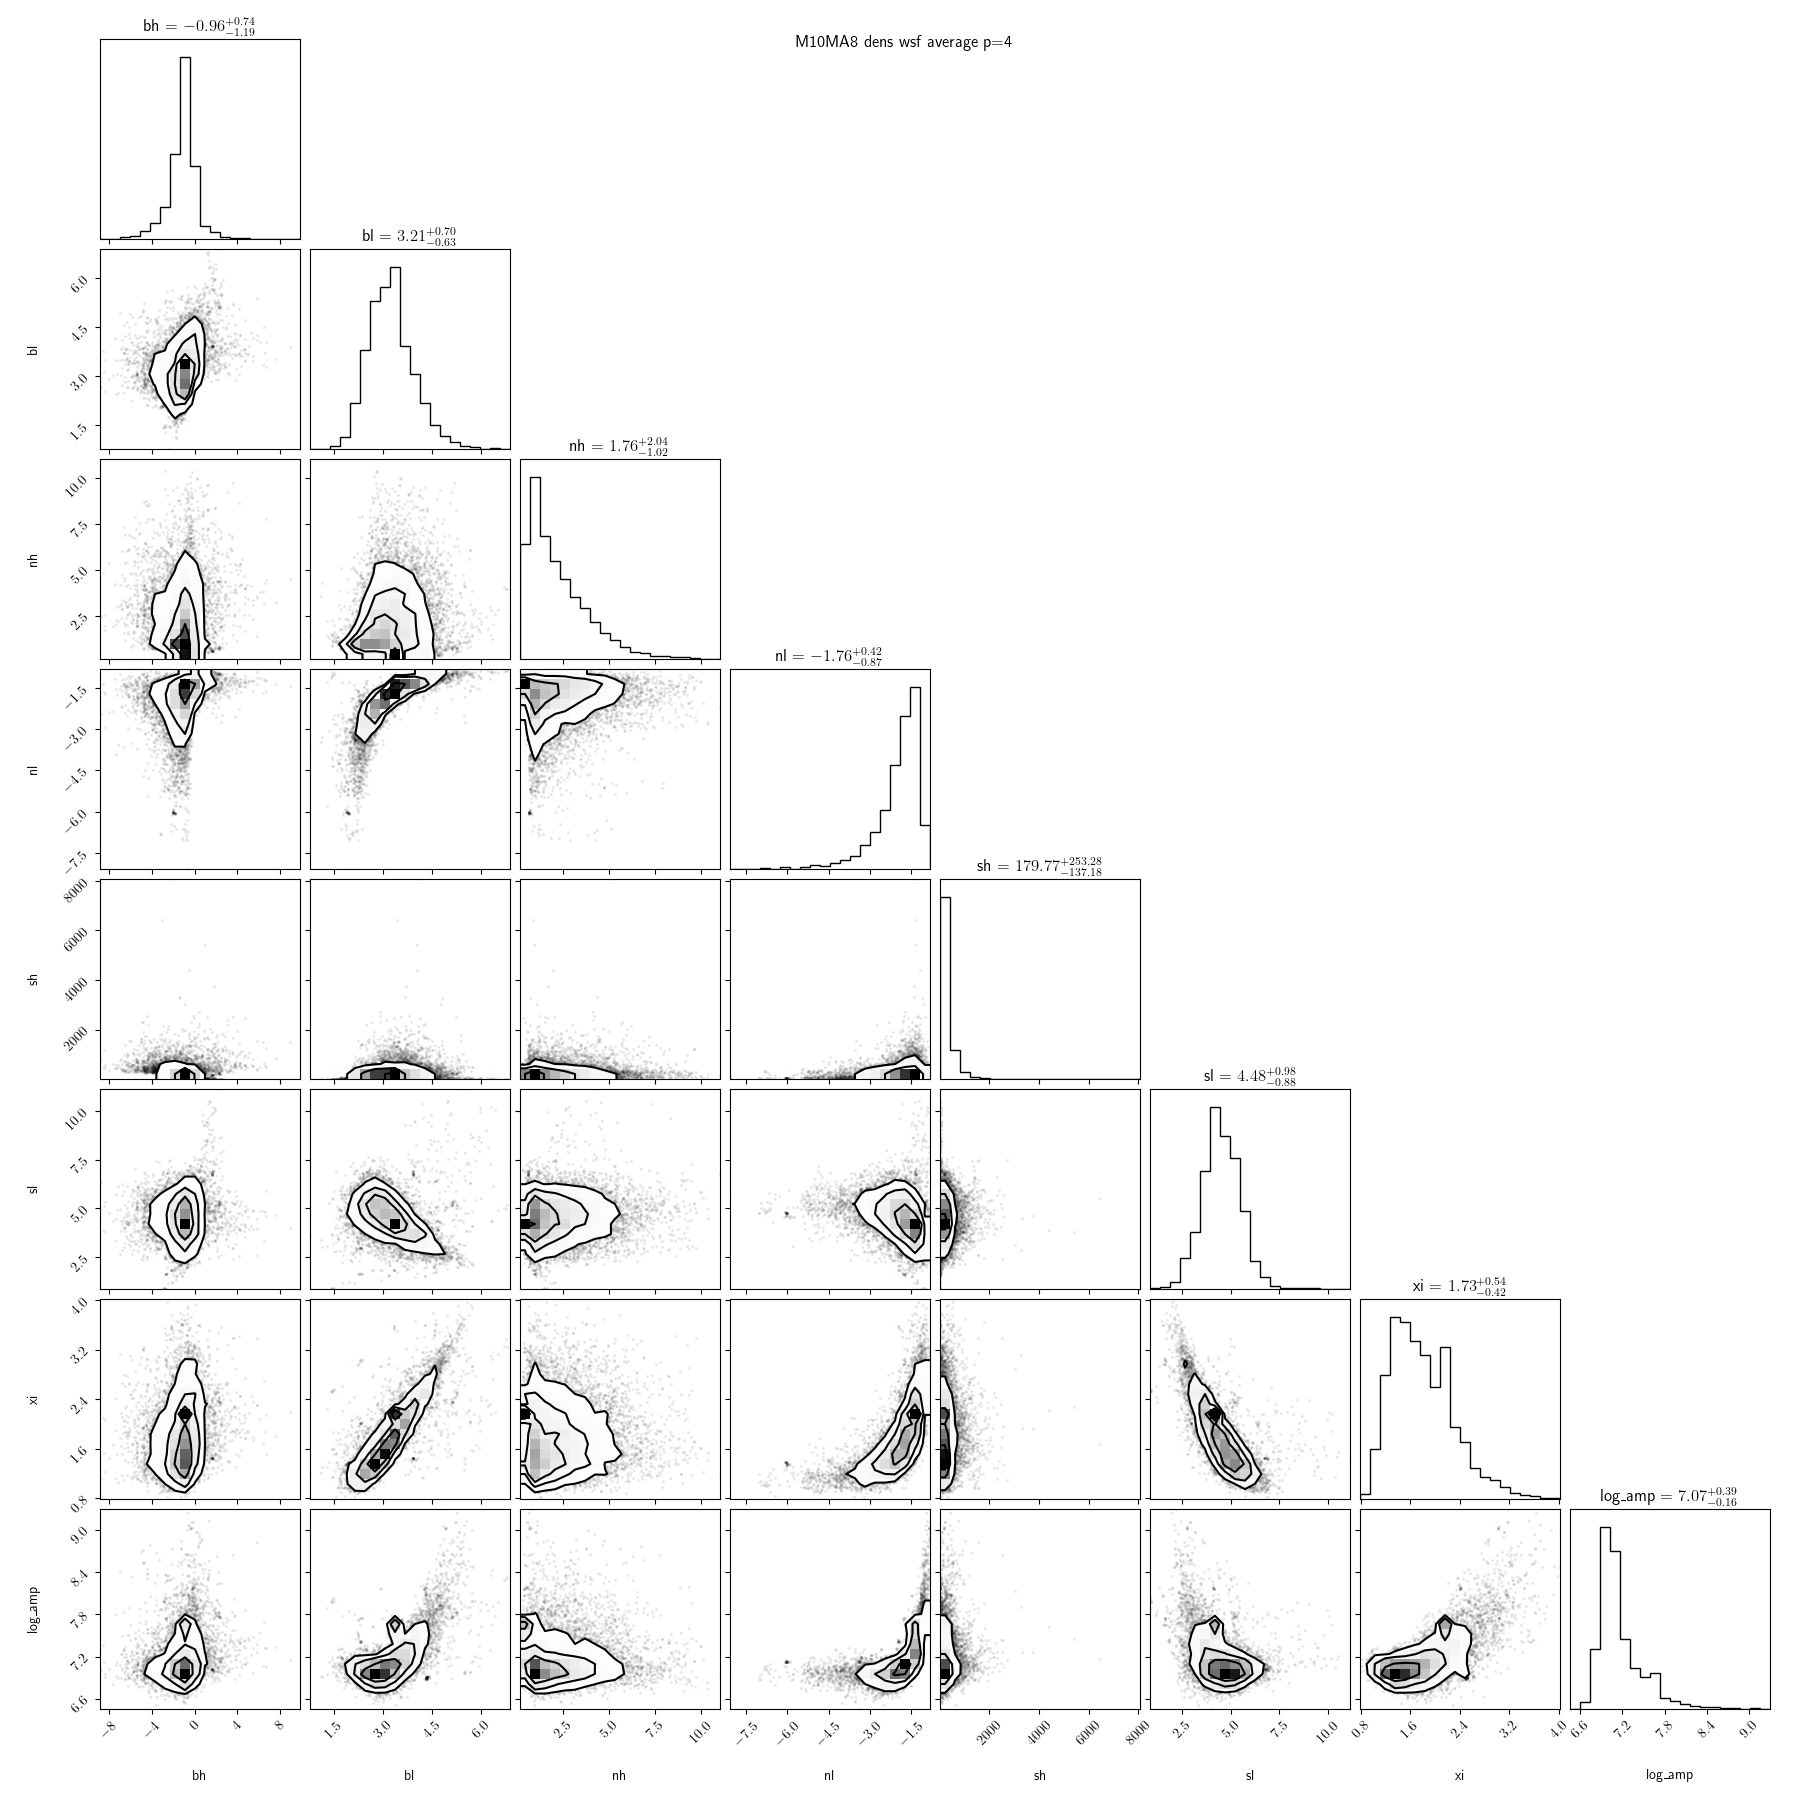 M10MA8 dens wsf average p=4
bh = −0.96 +0.74 −1.19
bl = 3.21 +0.70 −0.63
6.0
4.5
3.0
1.5
bl
nh = 1.76 +2.04 −1.02
10.0
7.5
5.0
2.5
nh
nl = −1.76 +0.42 −0.87
−1.5
−3.0
−4.5
−6.0
−7.5
nl
sh = 179.77 +253.28 −137.18
8000
6000
4000
2000
sh
sl = 4.48 +0.98 −0.88
10.0
7.5
5.0
2.5
sl
xi = 1.73 +0.54 −0.42
4.0
3.2
2.4
1.6
0.8
xi
log_amp = 7.07 +0.39 −0.16
9.0
8.4
7.8
7.2
6.6
log_amp
−8 −4 0 4 8 1.5 3.0 4.5 6.0 2.5 5.0 7.5 10.0 −7.5 −6.0 −4.5 −3.0 −1.5 2000 4000 6000 8000 2.5 5.0 7.5 10.0 0.8 1.6 2.4 3.2 4.0 6.6 7.2 7.8 8.4 9.0
bh bl nh nl sh sl xi log_amp